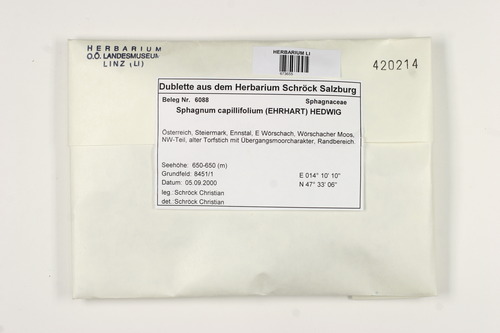 HERBARIUM
O.Ö. LANDESMUSEUM
LINZ (LI)
HERBARIUM LI
420214
Dublette aus dem Herbarium Schröck Salzburg
Beleg Nr. 6088 Sphagnaceae
Sphagnum capillifolium (EHRHART) HEDWIG
Österreich, Steiermark, Ennstal, E Wörschach, Wörschacher Moos,
NW-Teil, alter Torfstich mit Übergangsmoorcharakter, Randbereich.
Seehöhe: 650-650 (m)
Grundfeld: 8451/1 E 014° 10' 10"
Datum: 05.09.2000 N 47° 33' 06"
leg.: Schröck Christian
det.: Schröck Christian